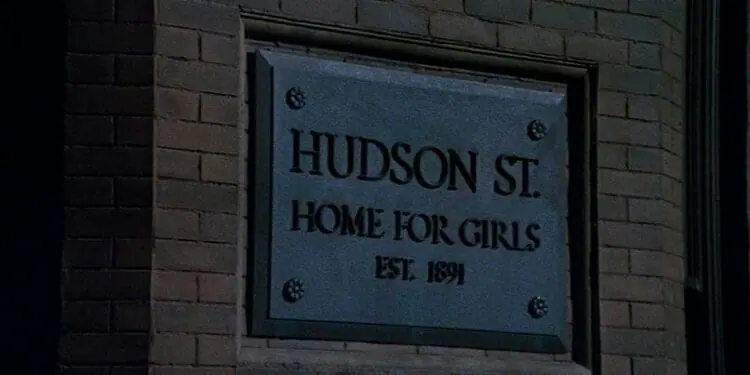 HUDSON ST.
HOME FOR GIRLS
EST. 1891